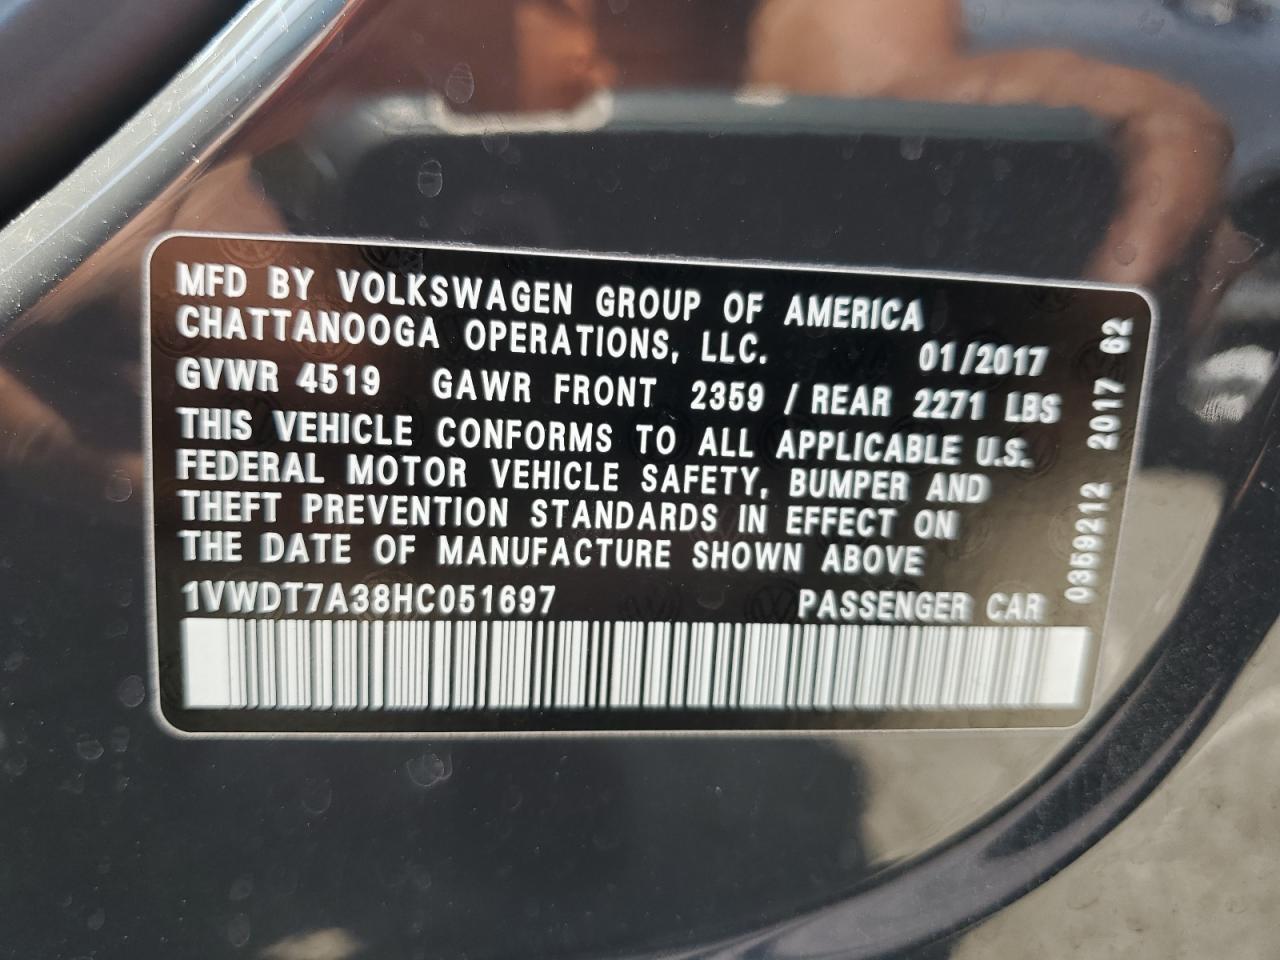 MFD BY VOLKSWAGEN GROUP OF AMERICA
CHATTANOOGA OPERATIONS, LLC. 01/2017
GVWR 4519 GAWR FRONT 2359 / REAR 2271 LBS
THIS VEHICLE CONFORMS TO ALL APPLICABLE U.S.
FEDERAL MOTOR VEHICLE SAFETY, BUMPER AND
THEFT PREVENTION STANDARDS IN EFFECT ON
THE DATE OF MANUFACTURE SHOWN ABOVE
1VWDT7A38HC051697 PASSENGER CAR
0359212 2017 62